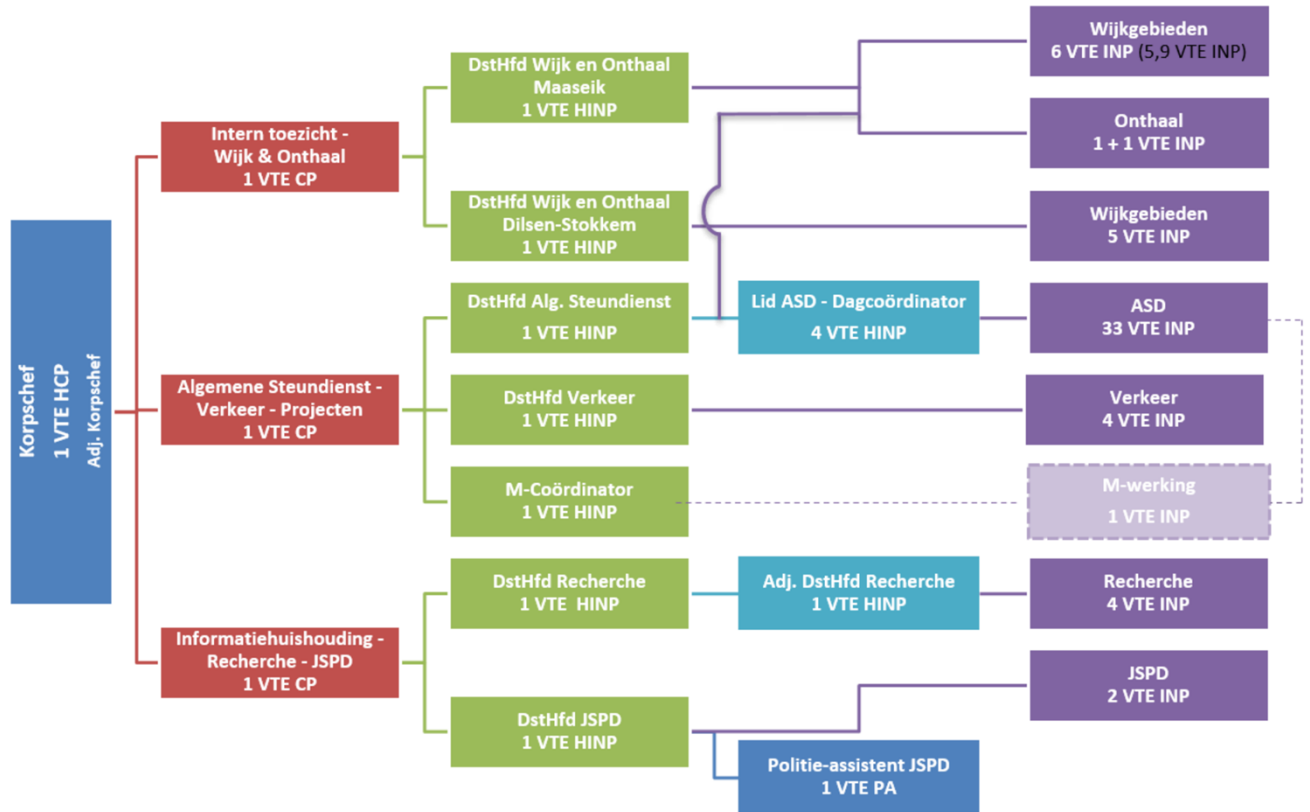 Korpschef
1 VTE HCP
Adj. Korpschef
Intern toezicht -
Wijk & Onthaal
1 VTE CP
Algemene Steundienst -
Verkeer - Projecten
1 VTE CP
Informatiehuishouding -
Recherche - JSPD
1 VTE CP
DstHfd Wijk en Onthaal
Maaseik
1 VTE HINP
DstHfd Wijk en Onthaal
Dilsen-Stokkem
1 VTE HINP
DstHfd Alg. Steundienst
1 VTE HINP
DstHfd Verkeer
1 VTE HINP
M-Coördinator
1 VTE HINP
DstHfd Recherche
1 VTE HINP
DstHfd JSPD
1 VTE HINP
Lid ASD - Dagcoördinator
4 VTE HINP
Adj. DstHfd Recherche
1 VTE HINP
Politie-assistent JSPD
1 VTE PA
Wijkgebieden
6 VTE INP (5,9 VTE INP)
Onthaal
1 + 1 VTE INP
Wijkgebieden
5 VTE INP
ASD
33 VTE INP
Verkeer
4 VTE INP
M-werking
1 VTE INP
Recherche
4 VTE INP
JSPD
2 VTE INP